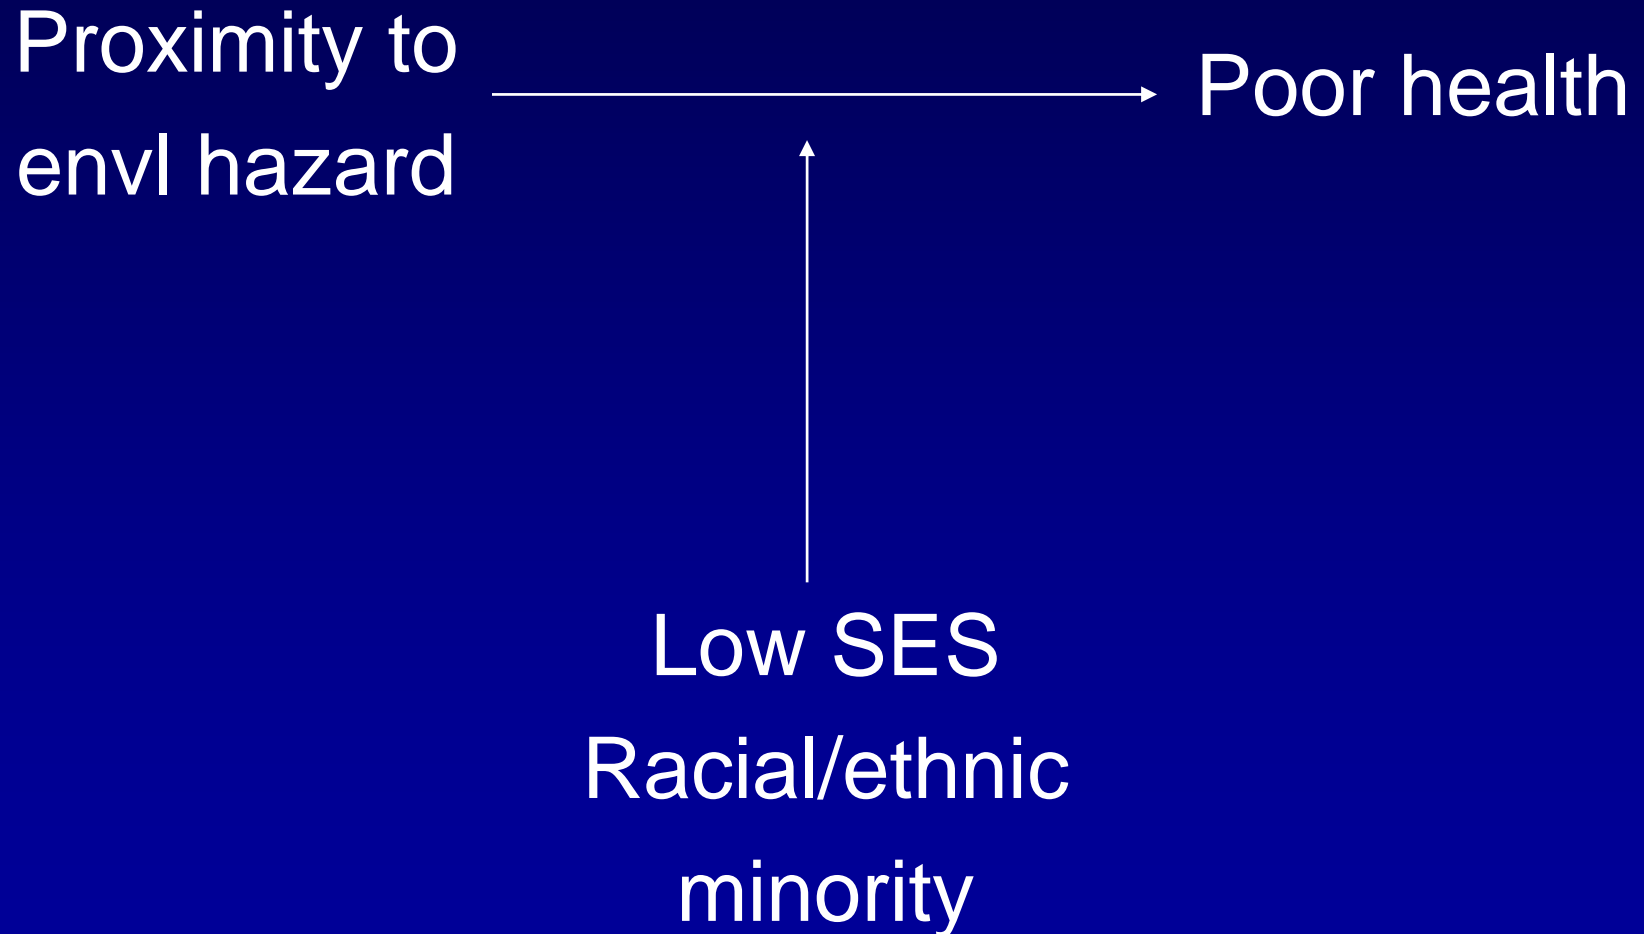 Proximity to
envl hazard
Poor health
Low SES
Racial/ethnic
minority